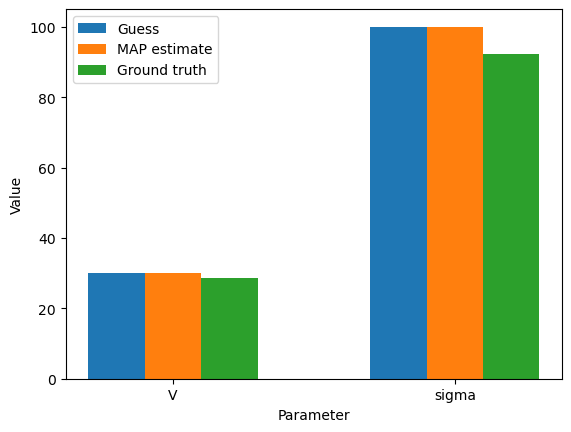 Guess
MAP estimate
Ground truth
100
80
60
40
20
0
Value
V
sigma
Parameter